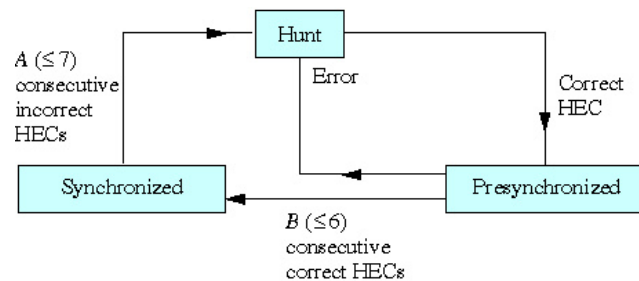 Hunt
A (≤ 7)
consecutive
incorrect
HECs
Error
Correct
HEC
Synchronized
Presynchronized
B (≤ 6)
consecutive
correct HECs